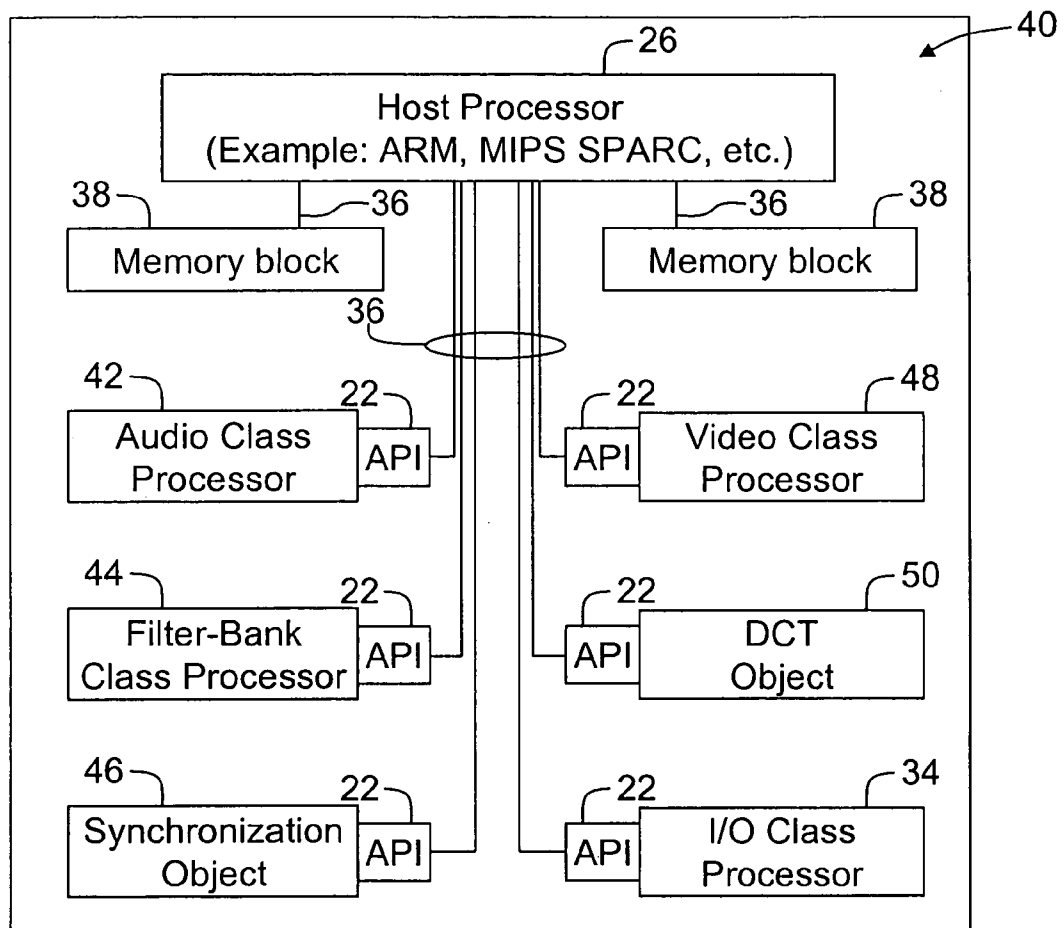 40
26
Host Processor
(Example: ARM, MIPS SPARC, etc.)
38
36
36
38
Memory block
Memory block
36
42
22
22
48
Audio Class
Processor
API
API
Video Class
Processor
44
22
22
50
Filter-Bank
Class Processor
API
API
DCT
Object
46
22
22
34
Synchronization
Object
API
API
I/O Class
Processor